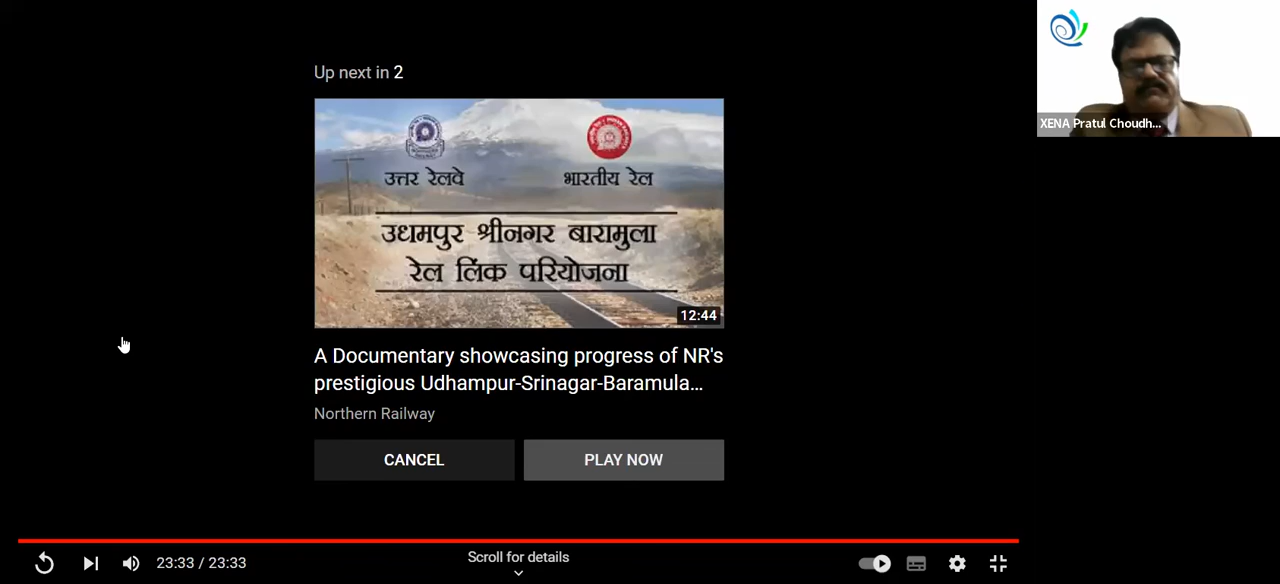 Up next in 2
XENA Pratul Choudh...
उत्तर रेलवे
भारतीय रेल
उधमपुर श्रीनगर बारामुला
रेल लिंक परियोजना
12:44
A Documentary showcasing progress of NR's
prestigious Udhampur-Srinagar-Baramula...
Northern Railway
CANCEL
PLAY NOW
23:33 / 23:33
Scroll for details